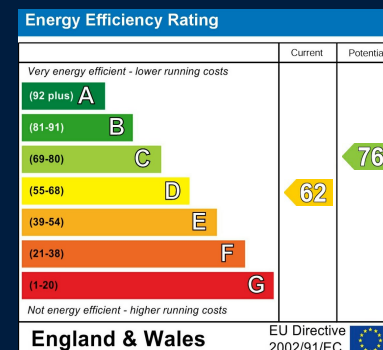 Energy Efficiency Rating
Current Potentia
Very energy efficient - lower running costs
(92 plus) A
(81-91) B
(69-80) C 76
(55-68) D 62
(39-54) E
(21-38) F
(1-20) G
Not energy efficient - higher running costs
England & Wales
EU Directive
2002/91/EC